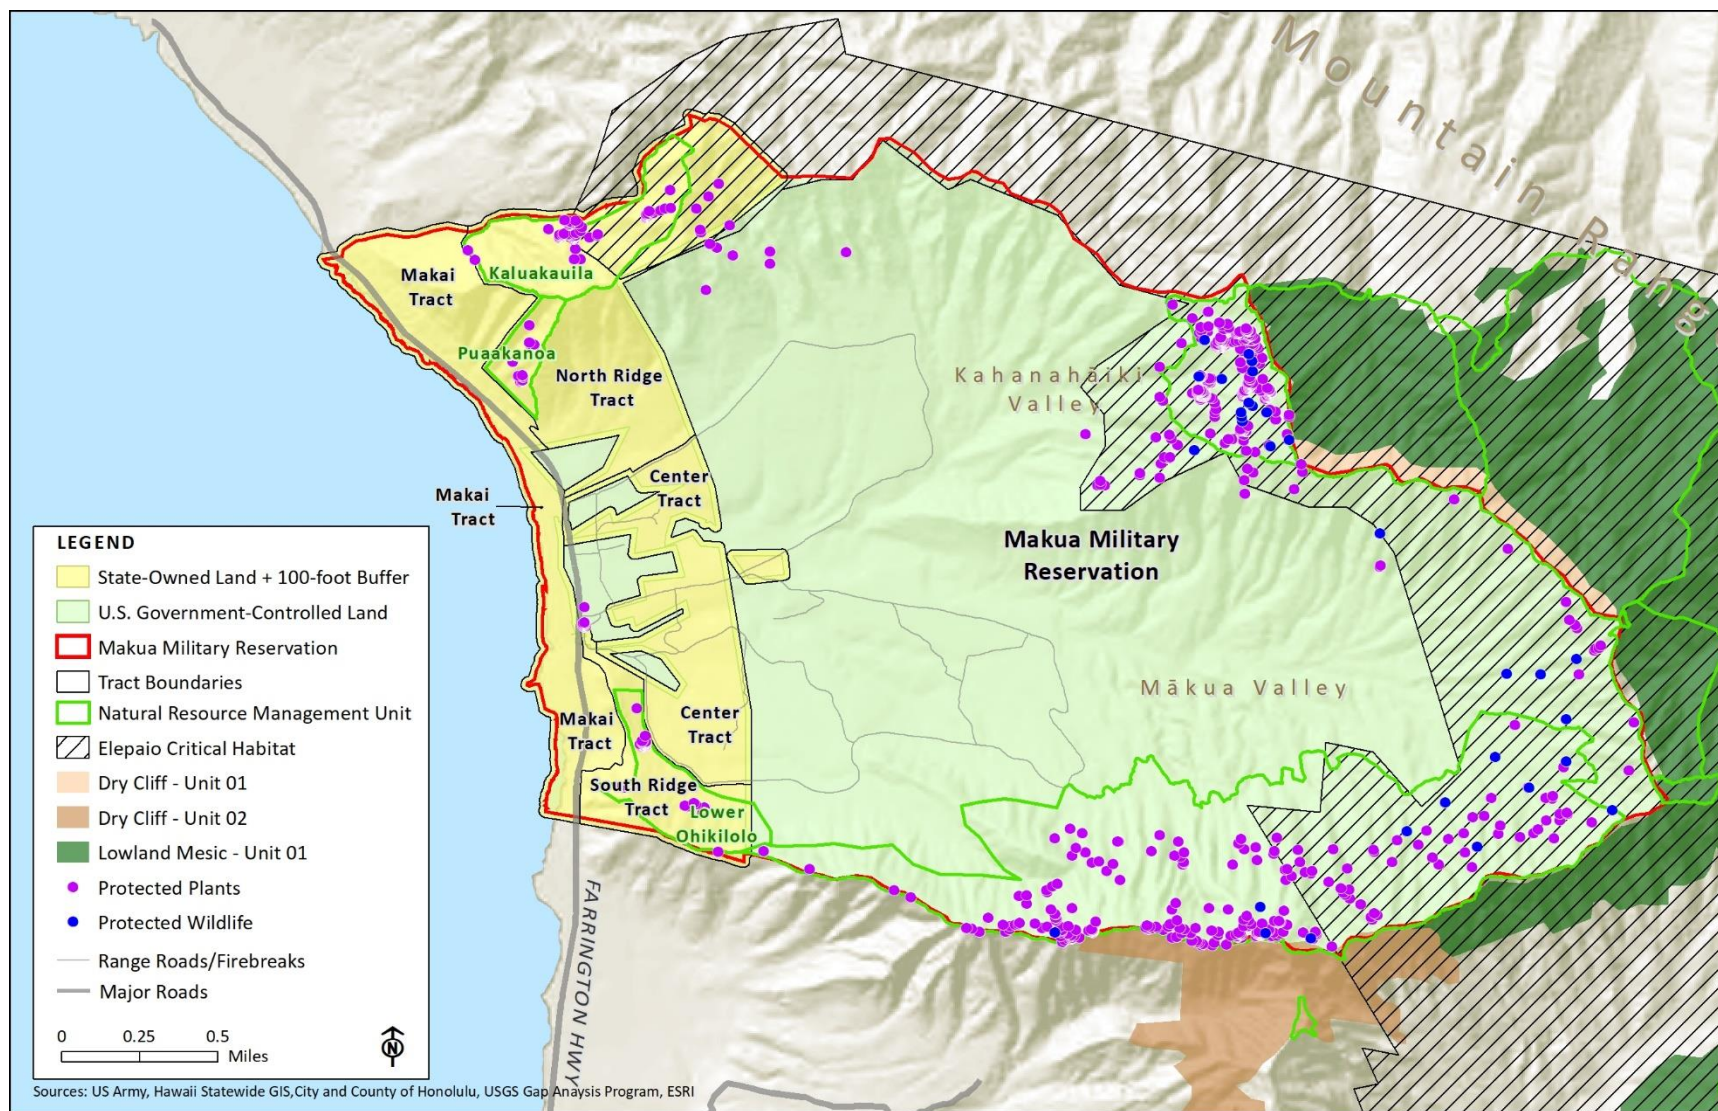 Mountain Range
Kaluakauila
Makai
Tract
Puaakanoa
North Ridge
Tract
Kahanahāiki
Valley
Center
Tract
Makai
Tract
Makua Military
Reservation
Mākua Valley
Makai
Tract
Center
Tract
South Ridge
Tract
Lower
Ohikilolo
FARRINGTON HWY
LEGEND
State-Owned Land + 100-foot Buffer
U.S. Government-Controlled Land
Makua Military Reservation
Tract Boundaries
Natural Resource Management Unit
Elepaio Critical Habitat
Dry Cliff - Unit 01
Dry Cliff - Unit 02
Lowland Mesic - Unit 01
Protected Plants
Protected Wildlife
Range Roads/Firebreaks
Major Roads
0 0.25 0.5
Miles
N
Sources: US Army, Hawaii Statewide GIS,City and County of Honolulu, USGS Gap Anaysis Program, ESRI